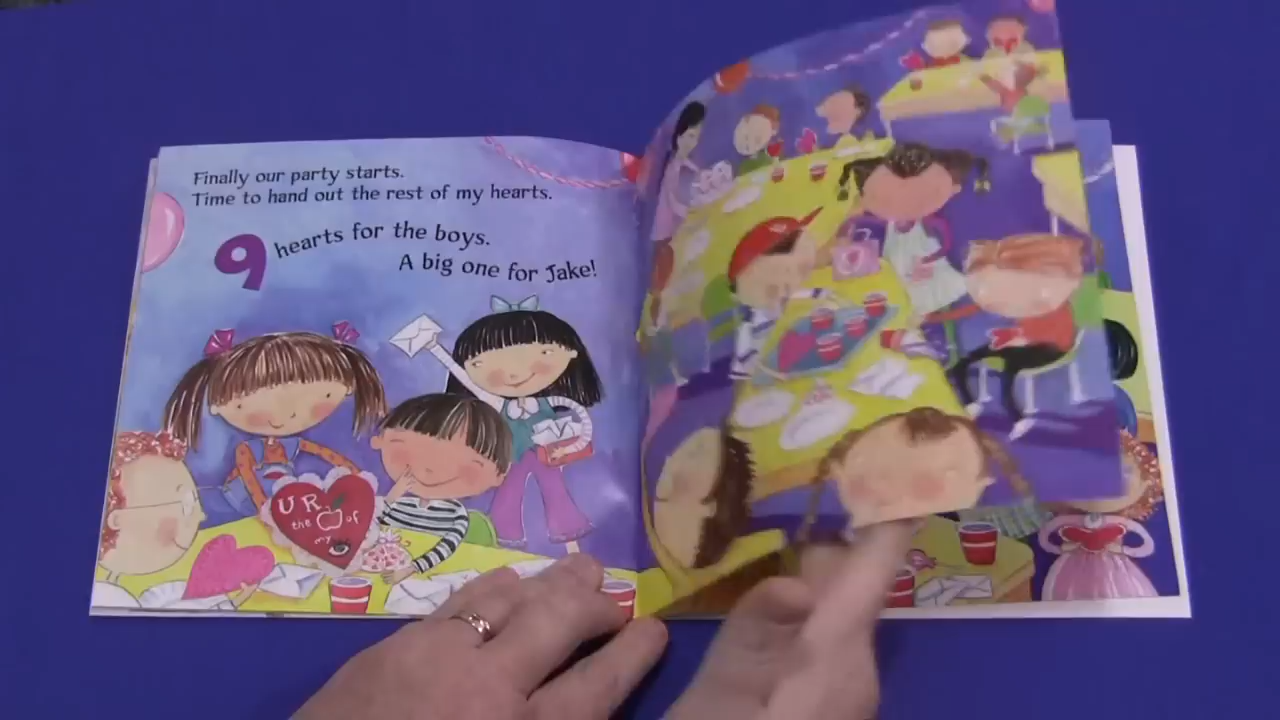 Finally our party starts.
Time to hand out the rest of my hearts.
9 hearts for the boys.
A big one for Jake!
U R
the of
my